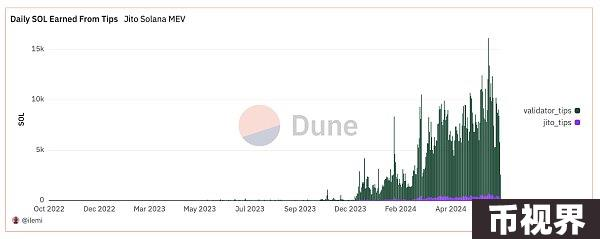 Daily SOL Earned From Tips Jito Solana MEV
15k
10k
5k
0
SOL
Dune
validator_tips
jito_tips
Oct 2022 Dec 2022 Mar 2023 May 2023 Jul 2023 Sep 2023 Dec 2023 Feb 2024 Apr 2024
@ilemi
币视界